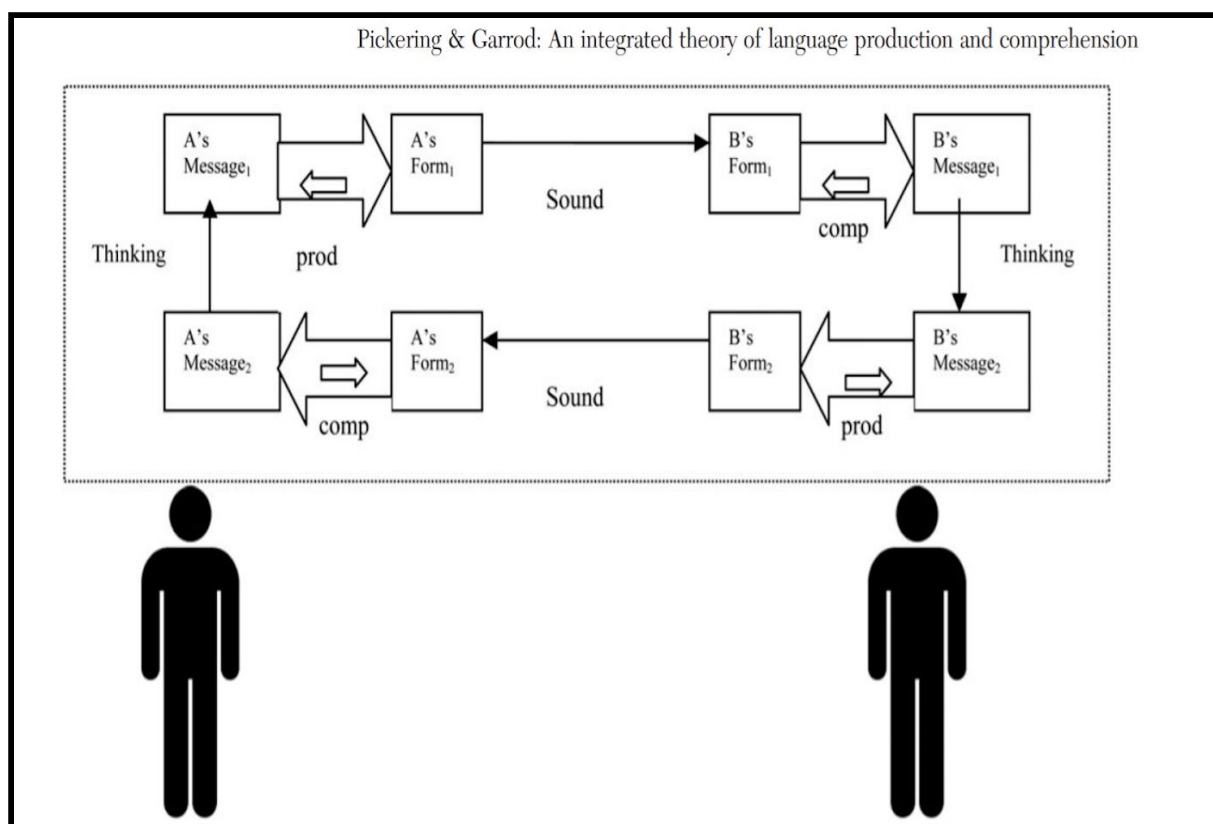 Pickering & Garrod: An integrated theory of language production and comprehension
A's
Message₁
A's
Form₁
B's
Form₁
B's
Message₁
Sound
comp
Thinking
prod
Thinking
A's
Message₂
A's
Form₂
B's
Form₂
B's
Message₂
Sound
comp
prod